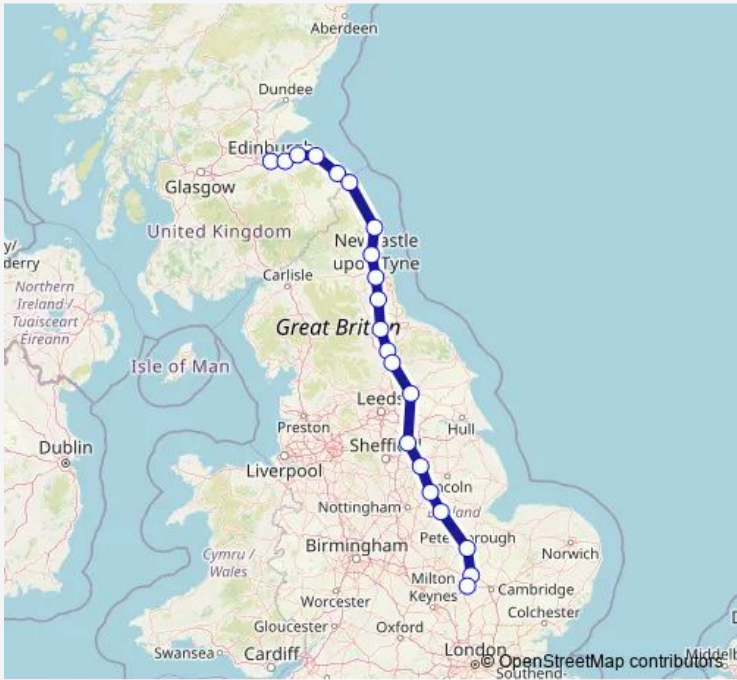 Aberdeen
Dundee
Edinburgh
Glasgow
United Kingdom
Newcastle
upon Tyne
y/
derry
Carlisle
Northern
Ireland /
Tuaisceart
Éireann
Great Britain
Isle of Man
Leeds
Preston
Hull
Dublin
Sheffield
Liverpool
Lincoln
Nottingham
Peterborough
Birmingham
Norwich
Cymru /
Wales
Milton
Keynes
Cambridge
Worcester
Colchester
Gloucester
Oxford
Swansea
Cardiff
London
© OpenStreetMap contributors
Southend-